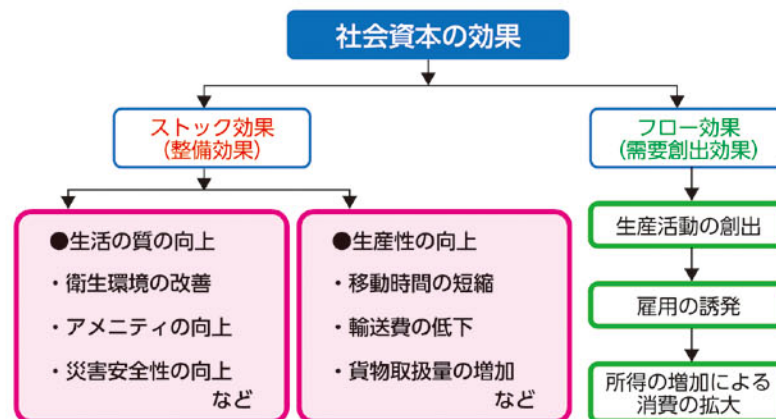 社会資本の効果
ストック効果
(整備効果)
フロー効果
(需要創出効果)
●生活の質の向上
・衛生環境の改善
・アメニティの向上
・災害安全性の向上
など
●生産性の向上
・移動時間の短縮
・輸送費の低下
・貨物取扱量の増加
など
生産活動の創出
雇用の誘発
所得の増加による
消費の拡大